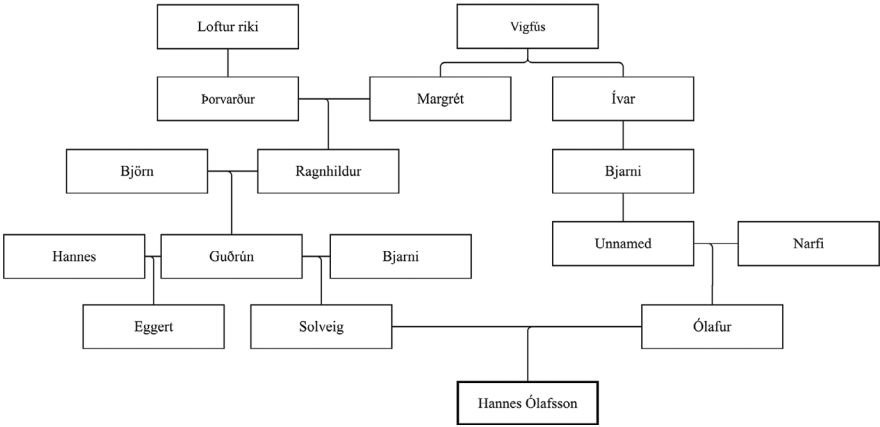 Loftur riki
Vigfús
Þorvarður
Margrét
Ívar
Björn
Ragnhildur
Bjarni
Hannes
Guðrún
Bjarni
Unnamed
Narfi
Eggert
Solveig
Ólafur
Hannes Ólafsson